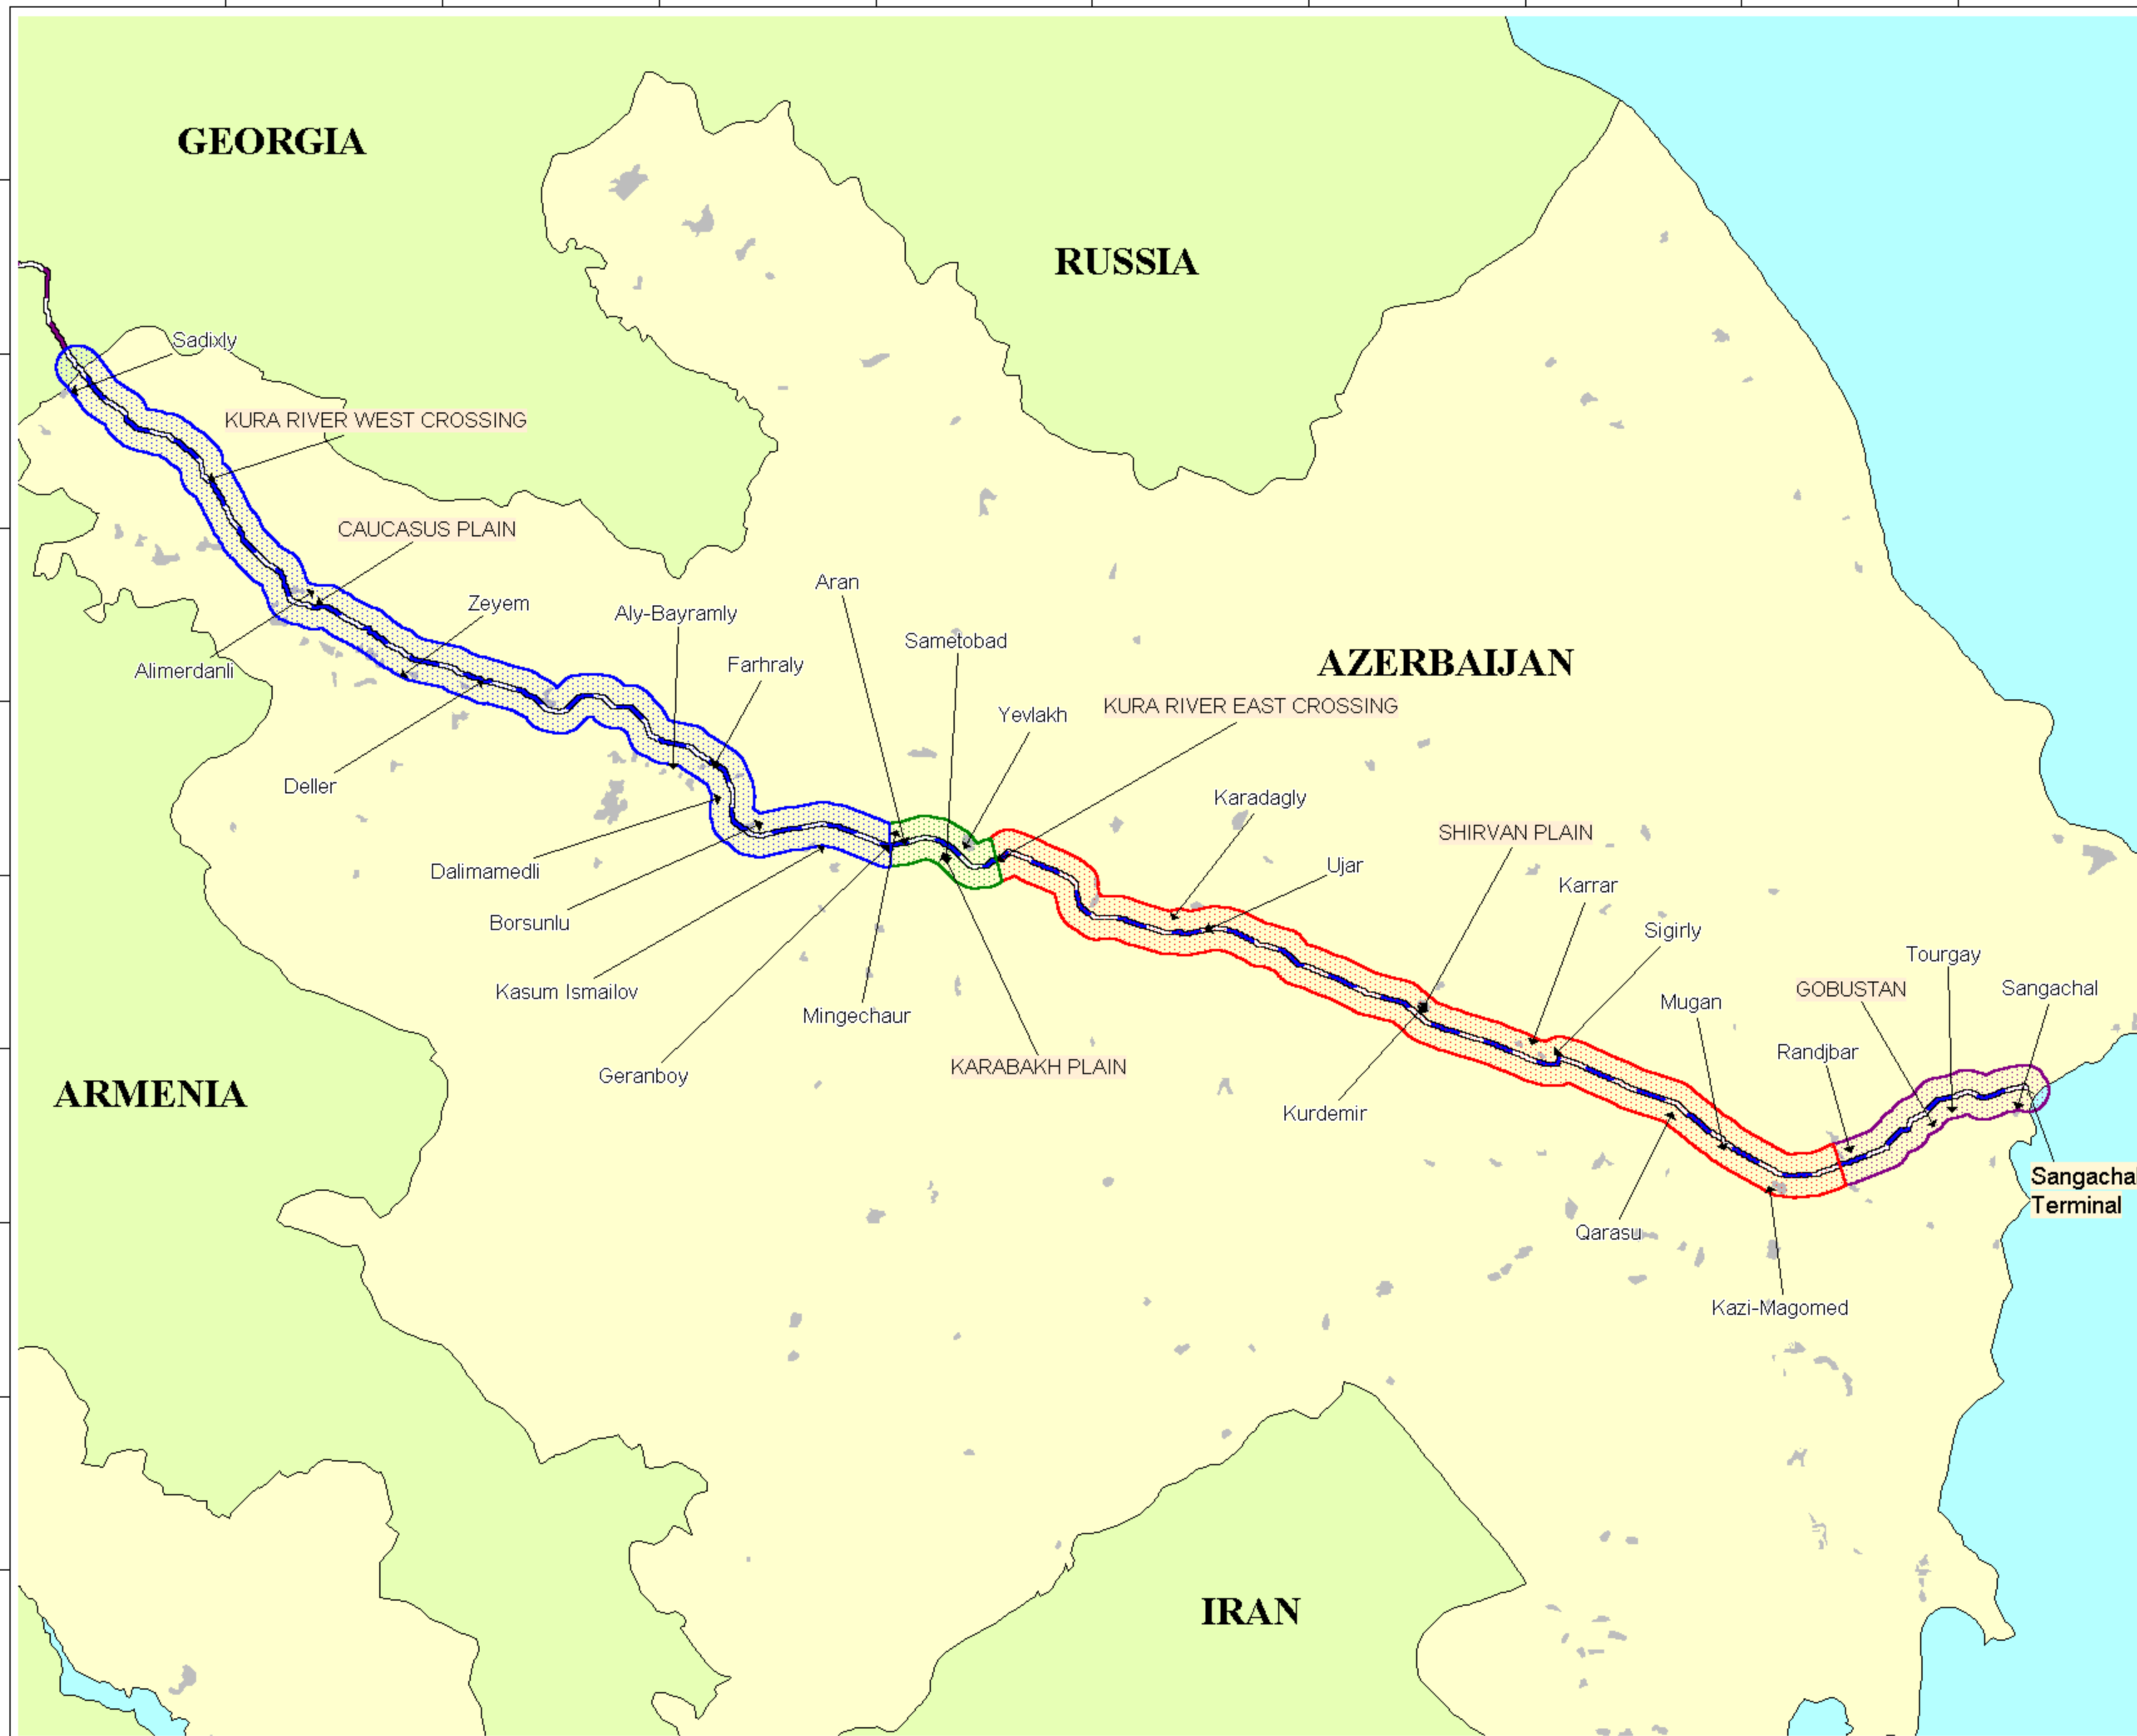 GEORGIA
RUSSIA
Sadixly
KURA RIVER WEST CROSSING
CAUCASUS PLAIN
Aran
Zeyem
Aly-Bayramly
Sametobad
AZERBAIJAN
Farhraly
Alimerdanli
KURA RIVER EAST CROSSING
Yevlakh
Deller
Karadagly
SHIRVAN PLAIN
Ujar
Dalimamedli
Karrar
Borsunlu
Sigirly
Tourgay
Kasum Ismailov
GOBUSTAN
Sangachal
Mugan
Mingechaur
Randjbar
KARABAKH PLAIN
Geranboy
ARMENIA
Kurdemir
Sangachal
Terminal
Qarasu
Kazi-Magomed
IRAN